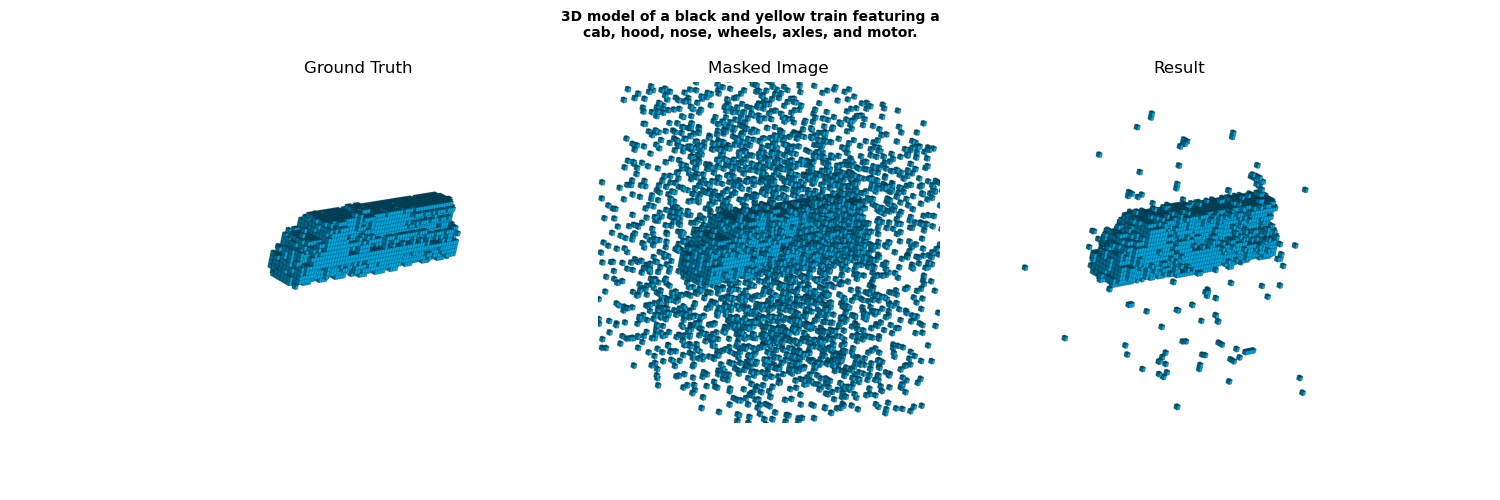 3D model of a black and yellow train featuring a
cab, hood, nose, wheels, axles, and motor.
Ground Truth
Masked Image
Result